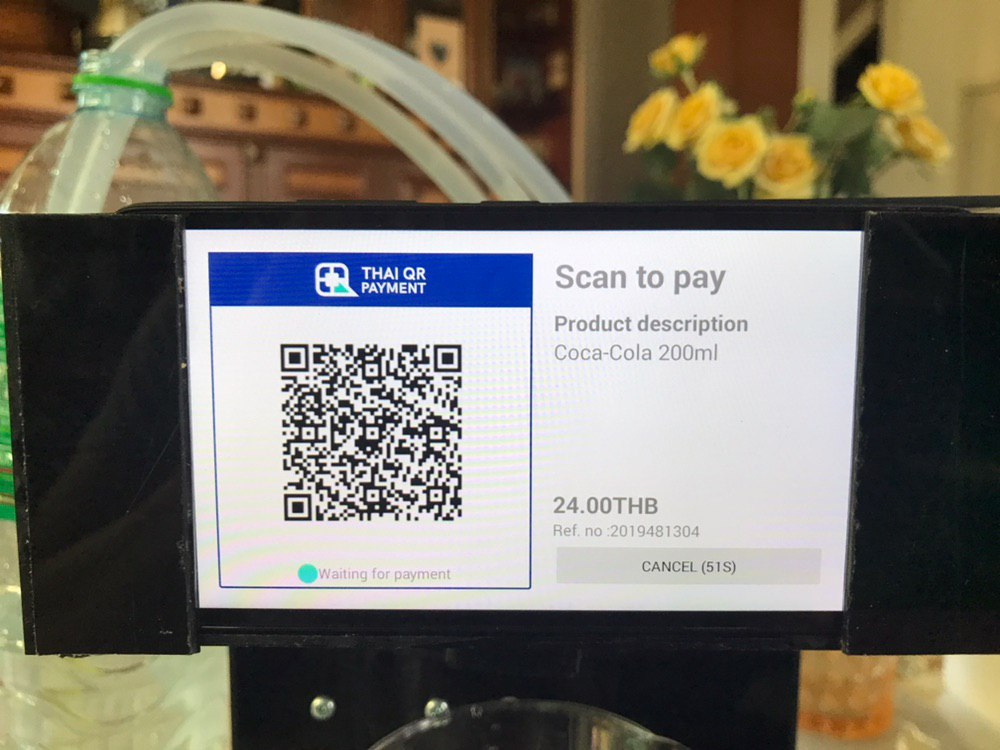 THAI QR
PAYMENT
Waiting for payment
Scan to pay
Product description
Coca-Cola 200ml
24.00THB
Ref. no :2019481304
CANCEL (51S)